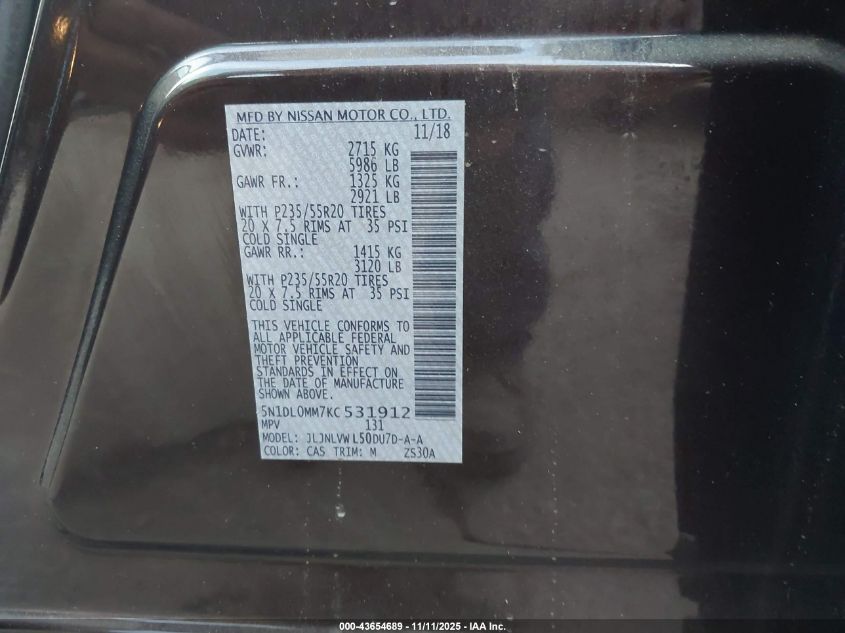 MFD BY NISSAN MOTOR CO., LTD.
DATE: 11/18
GVWR: 2715 KG
5986 LB
GAWR FR.: 1325 KG
2921 LB
WITH P235/55R20 TIRES
20 X 7.5 RIMS AT 35 PSI
COLD SINGLE
GAWR RR.: 1415 KG
3120 LB
WITH P235/55R20 TIRES
20 X 7.5 RIMS AT 35 PSI
COLD SINGLE
THIS VEHICLE CONFORMS TO
ALL APPLICABLE FEDERAL
MOTOR VEHICLE SAFETY AND
THEFT PREVENTION
STANDARDS IN EFFECT ON
THE DATE OF MANUFACTURE
SHOWN ABOVE.
5N1DL0MM7KC531912
MPV 131
MODEL: JLJNLVWL50DU7D-A-A
COLOR: CAS TRIM: M ZS30A
000-43654689 - 11/11/2025 - IAA Inc.